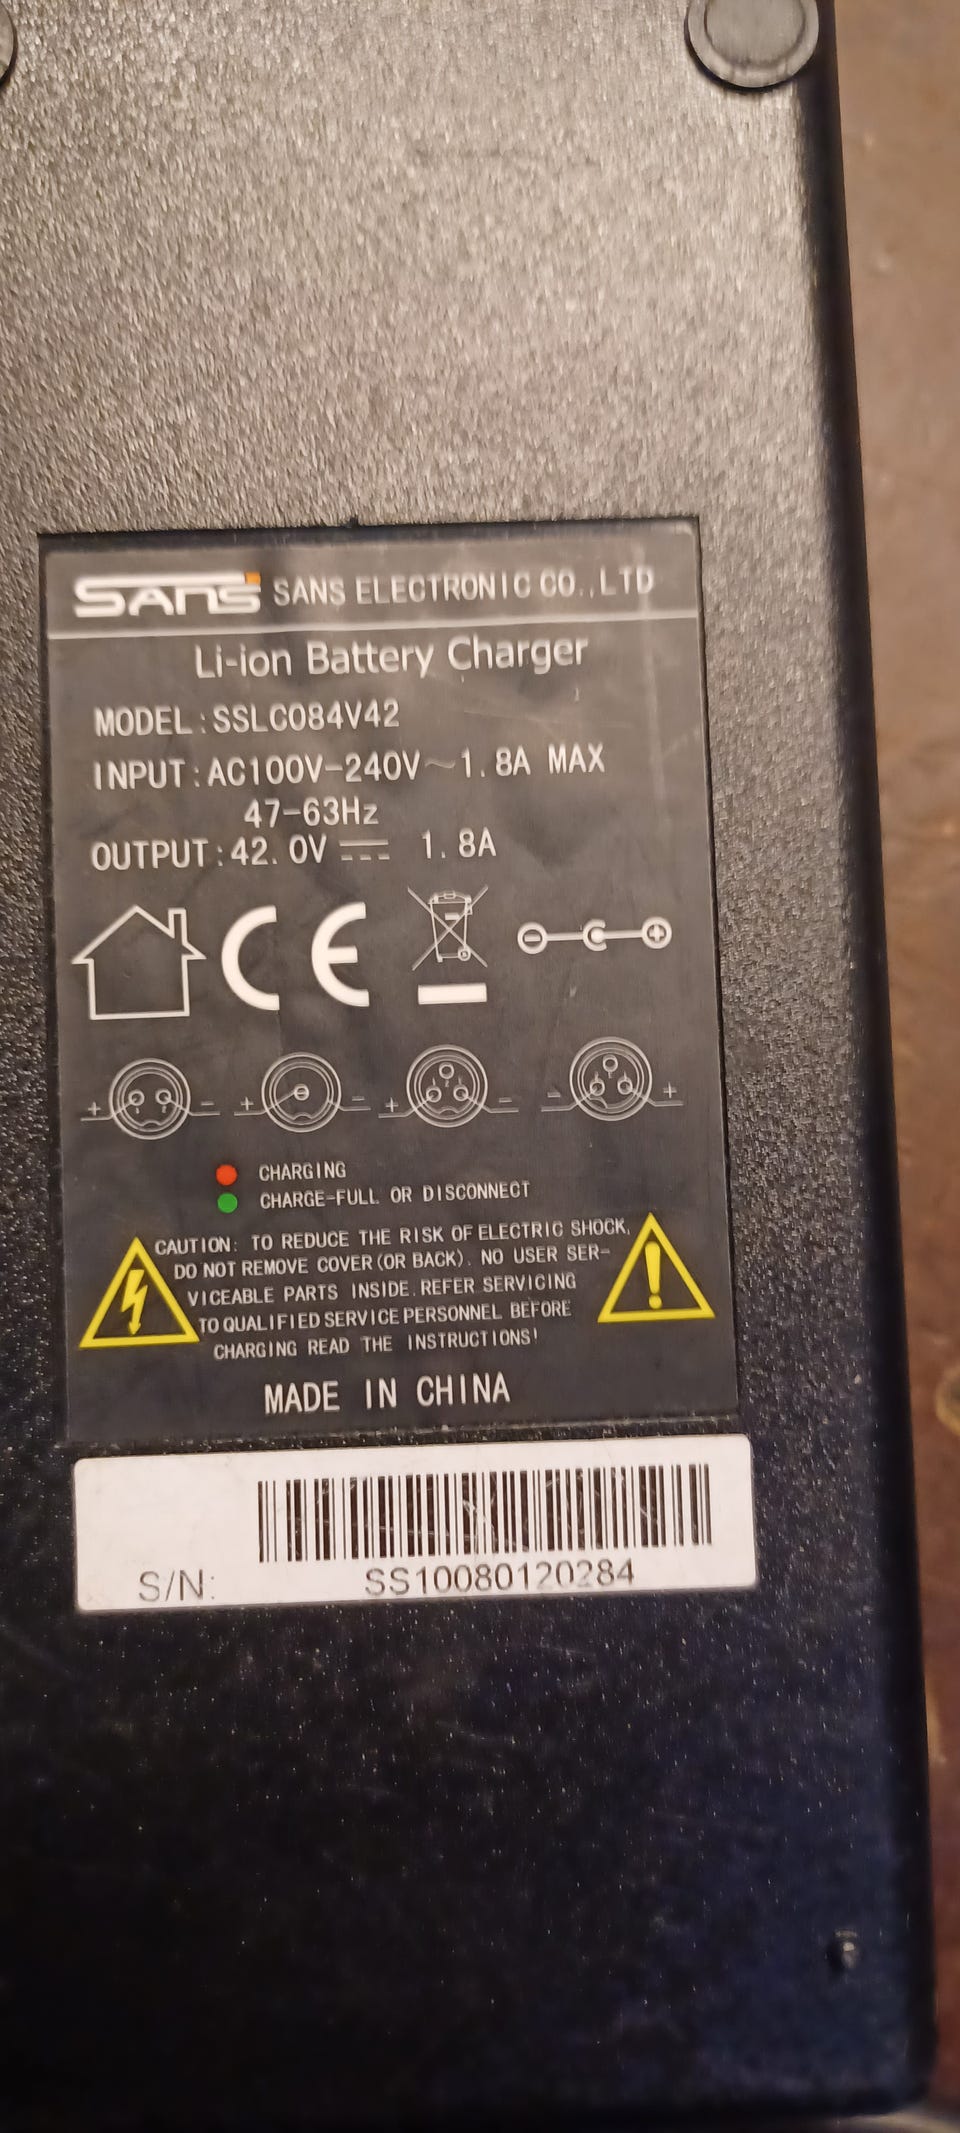 SANS SANS ELECTRONIC CO.,LTD
Li-ion Battery Charger
MODEL:SSLC084V42
INPUT:AC100V-240V~1.8A MAX
47-63Hz
OUTPUT:42.0V 1.8A
CE
+ - + - + - - +
CHARGING
CHARGE-FULL OR DISCONNECT
CAUTION: TO REDUCE THE RISK OF ELECTRIC SHOCK,
DO NOT REMOVE COVER(OR BACK). NO USER SER-
VICEABLE PARTS INSIDE.REFER SERVICING
TO QUALIFIED SERVICE PERSONNEL BEFORE
CHARGING READ THE INSTRUCTIONS!
MADE IN CHINA
S/N: SS10080120284